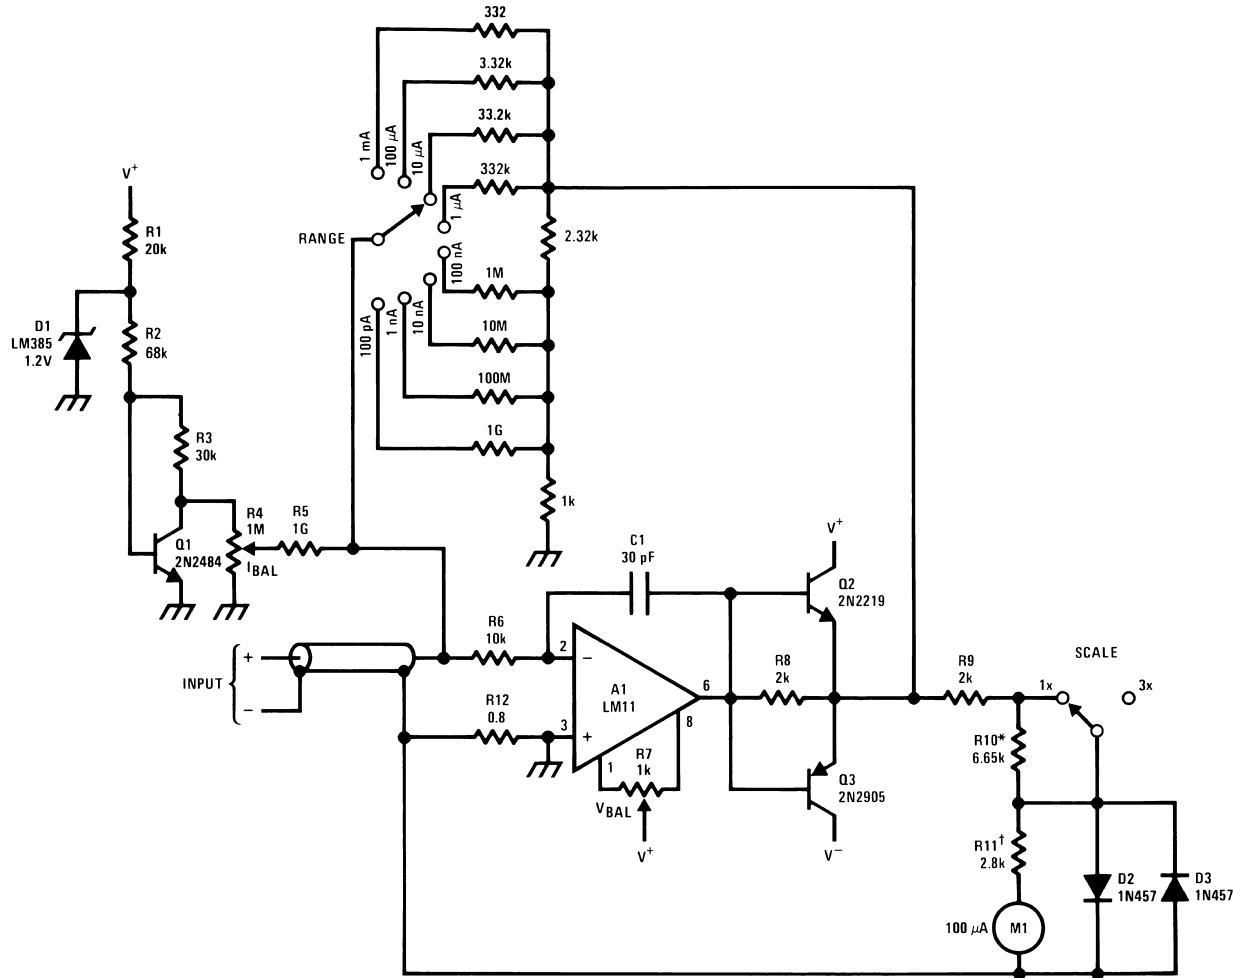 332
3.32k
33.2k
332k
1 mA
100 µA
10 µA
1 µA
RANGE
2.32k
100 nA
10 nA
1 nA
100 pA
1M
10M
100M
1G
1k
V+
R1
20k
D1
LM385
1.2V
R2
68k
R3
30k
Q1
2N2484
R4
1M
IBAL
R5
1G
INPUT
+
−
R6
10k
R12
0.8
C1
30 pF
2
−
3
+
A1
LM11
6
8
1
R7
1k
VBAL
V+
V+
Q2
2N2219
R8
2k
Q3
2N2905
V−
R9
2k
SCALE
1x
3x
R10*
6.65k
R11†
2.8k
100 µA
M1
D2
1N457
D3
1N457